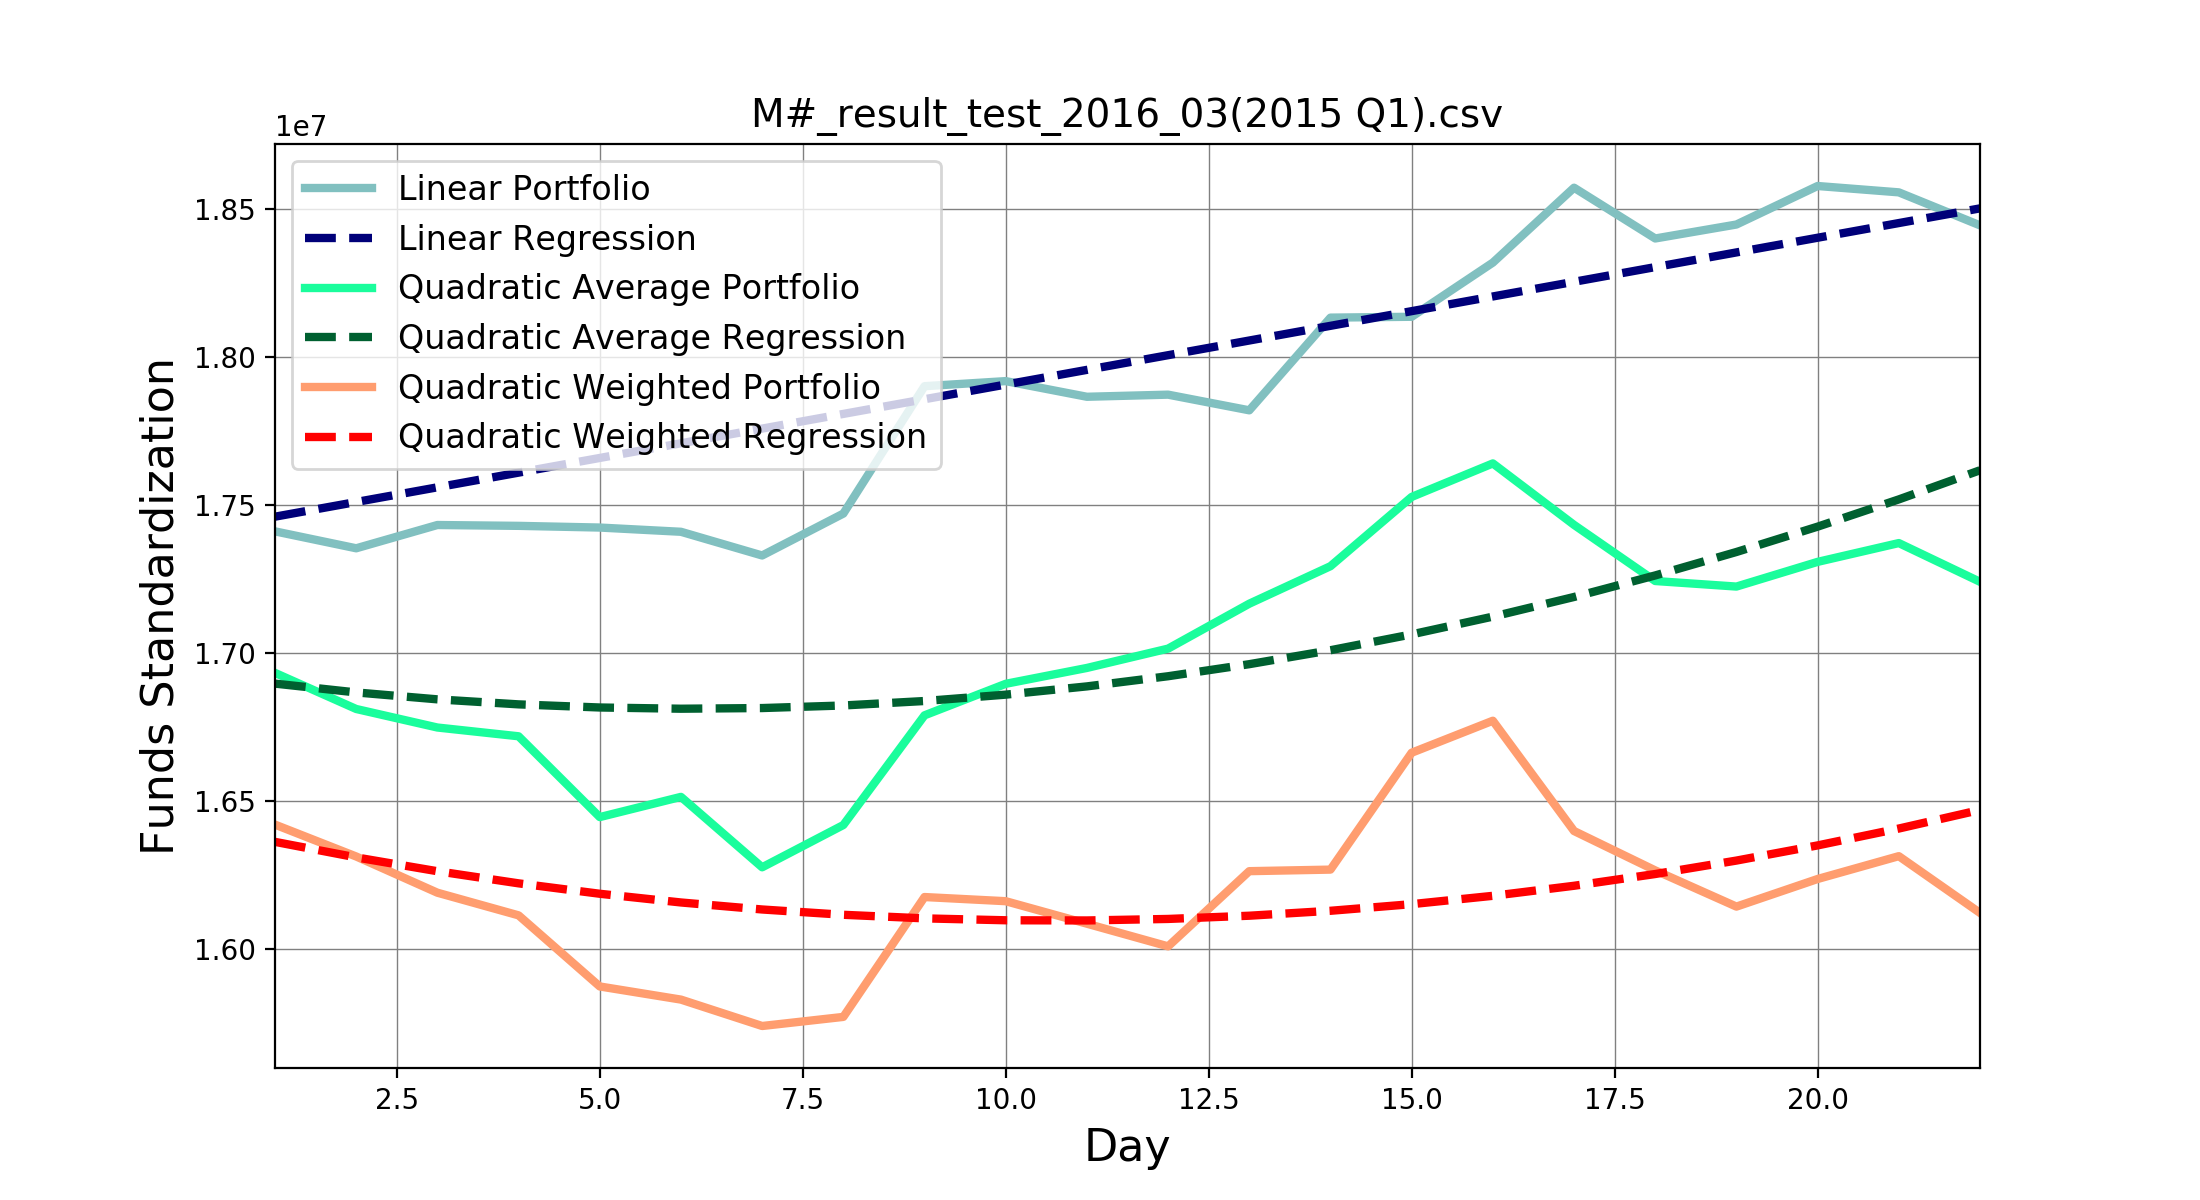 M#_result_test_2016_03(2015 Q1).csv
1e7
Linear Portfolio
Linear Regression
Quadratic Average Portfolio
Quadratic Average Regression
Quadratic Weighted Portfolio
Quadratic Weighted Regression
1.85
1.80
1.75
1.70
1.65
1.60
Funds Standardization
2.5 5.0 7.5 10.0 12.5 15.0 17.5 20.0
Day